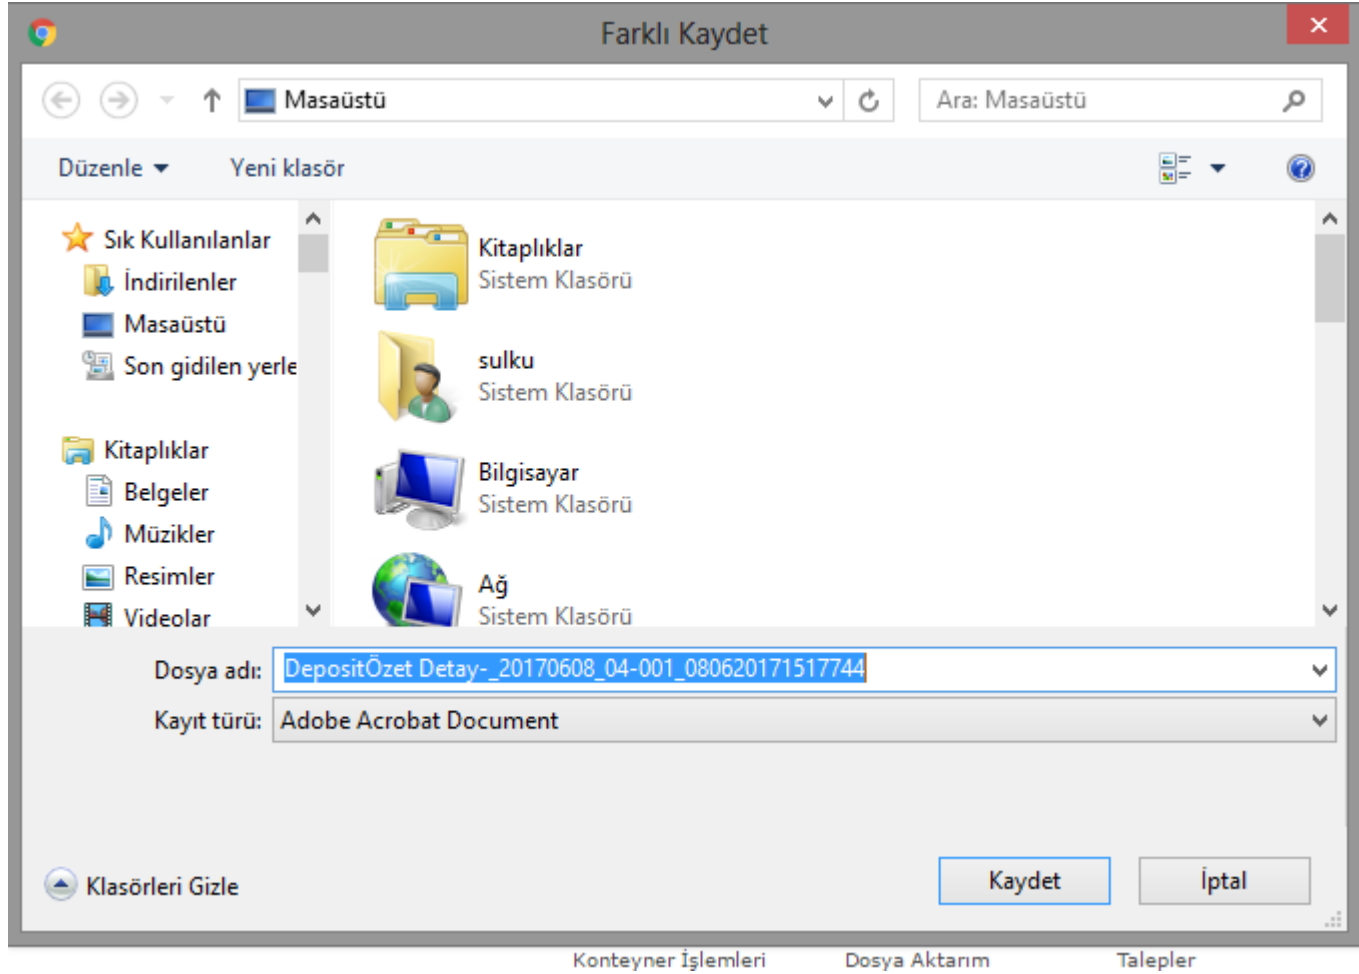 Farklı Kaydet
Masaüstü
Ara: Masaüstü
Düzenle
Yeni klasör
Sık Kullanılanlar
İndirilenler
Masaüstü
Son gidilen yerle
Kitaplıklar
Belgeler
Müzikler
Resimler
Videolar
Kitaplıklar
Sistem Klasörü
sulku
Sistem Klasörü
Bilgisayar
Sistem Klasörü
Ağ
Sistem Klasörü
Dosya adı: DepositÖzet Detay-_20170608_04-001_080620171517744
Kayıt türü: Adobe Acrobat Document
Klasörleri Gizle
Kaydet
İptal
Konteyner İşlemleri
Dosya Aktarım
Talepler